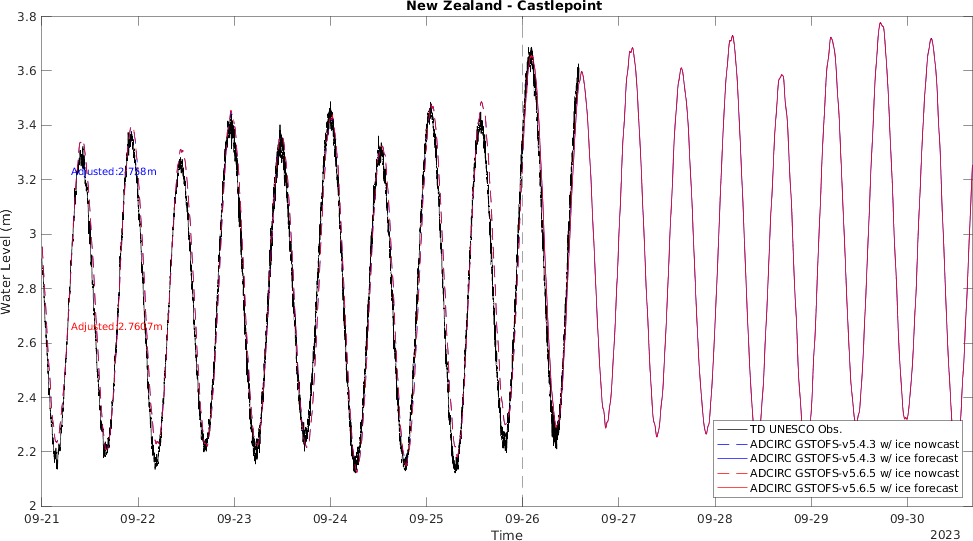 New Zealand - Castlepoint
3.8
3.6
3.4
3.2
3
2.8
2.6
2.4
2.2
2
Water Level (m)
Adjusted:2.758m
Adjusted:2.7607m
TD UNESCO Obs.
ADCIRC GSTOFS-v5.4.3 w/ ice nowcast
ADCIRC GSTOFS-v5.4.3 w/ ice forecast
ADCIRC GSTOFS-v5.6.5 w/ ice nowcast
ADCIRC GSTOFS-v5.6.5 w/ ice forecast
09-21 09-22 09-23 09-24 09-25 09-26 09-27 09-28 09-29 09-30
Time
2023